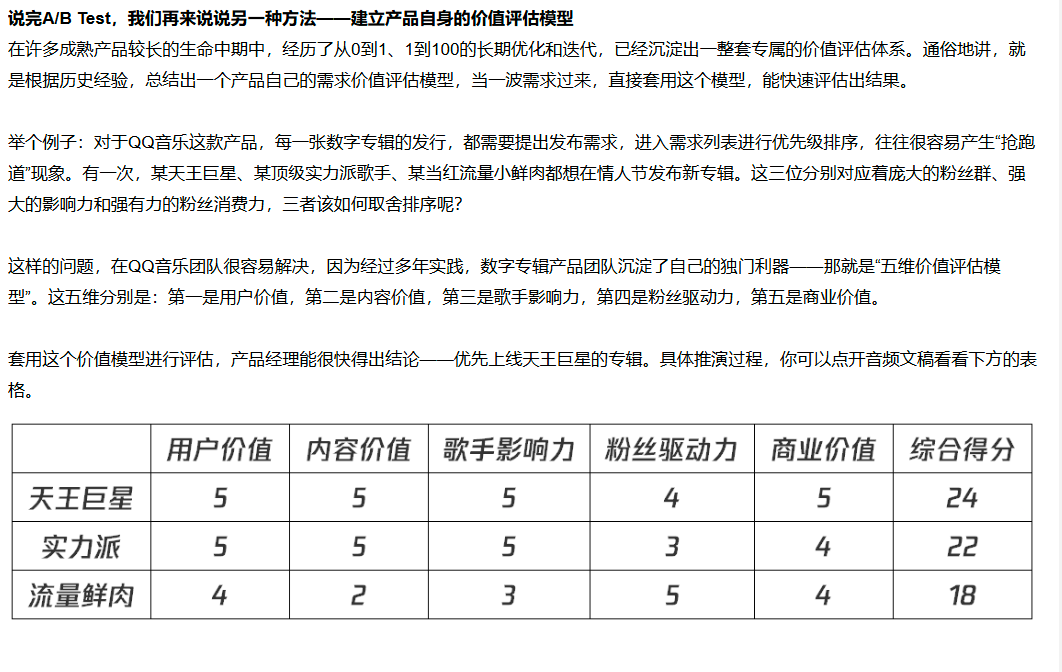 说完A/B Test，我们再来说说另一种方法——建立产品自身的价值评估模型
在许多成熟产品较长的生命中期中，经历了从0到1、1到100的长期优化和迭代，已经沉淀出一整套专属的价值评估体系。通俗地讲，就
是根据历史经验，总结出一个产品自己的需求价值评估模型，当一波需求过来，直接套用这个模型，能快速评估出结果。
举个例子：对于QQ音乐这款产品，每一张数字专辑的发行，都需要提出发布需求，进入需求列表进行优先级排序，往往很容易产生“抢跑
道”现象。有一次，某天王巨星、某顶级实力派歌手、某当红流量小鲜肉都想在情人节发布新专辑。这三位分别对应着庞大的粉丝群、强
大的影响力和强有力的粉丝消费力，三者该如何取舍排序呢？
这样的问题，在QQ音乐团队很容易解决，因为经过多年实践，数字专辑产品团队沉淀了自己的独门利器——那就是“五维价值评估模
型”。这五维分别是：第一是用户价值，第二是内容价值，第三是歌手影响力，第四是粉丝驱动力，第五是商业价值。
套用这个价值模型进行评估，产品经理能很快得出结论——优先上线天王巨星的专辑。具体推演过程，你可以点开音频文稿看看下方的表
格。
用户价值 内容价值 歌手影响力 粉丝驱动力 商业价值 综合得分
天王巨星 5 5 5 4 5 24
实力派 5 5 5 3 4 22
流量鲜肉 4 2 3 5 4 18